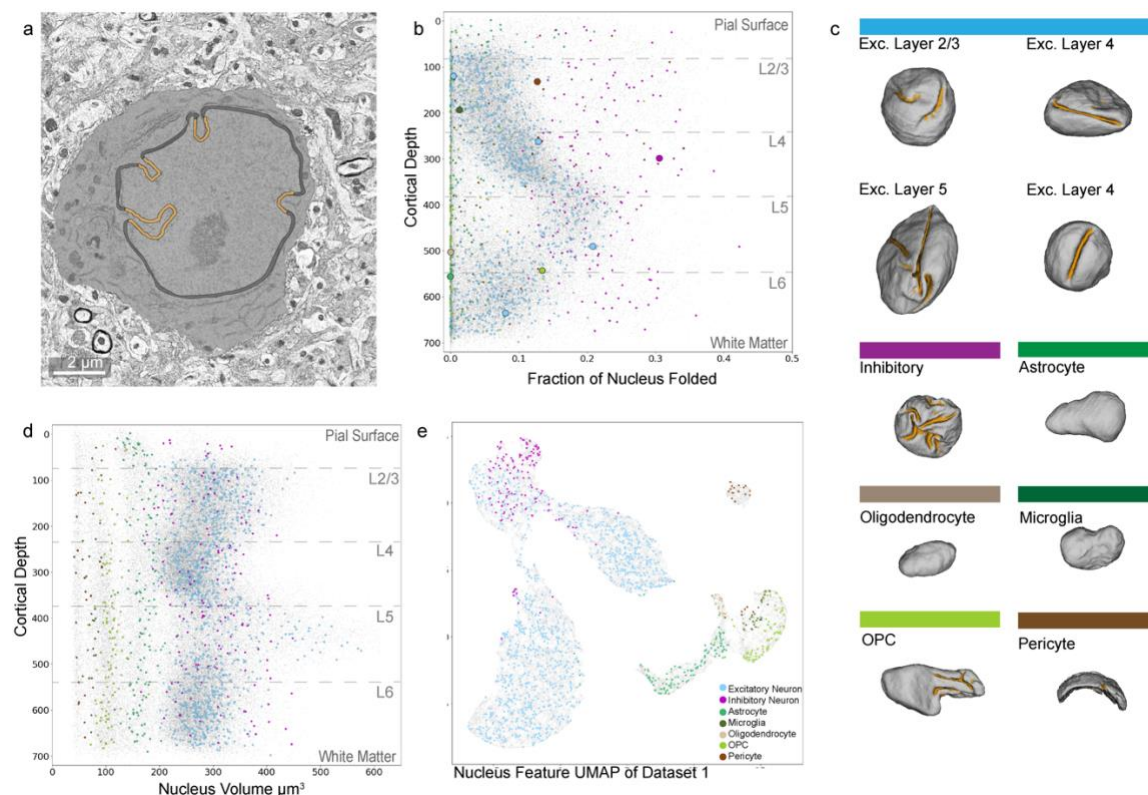 a
2 μm
b
Pial Surface
L2/3
L4
L5
L6
White Matter
Cortical Depth
0
100
200
300
400
500
600
700
0.0
0.1
0.2
0.3
0.4
0.5
Fraction of Nucleus Folded
c
Exc. Layer 2/3
Exc. Layer 4
Exc. Layer 5
Exc. Layer 4
Inhibitory
Astrocyte
Oligodendrocyte
Microglia
OPC
Pericyte
d
Pial Surface
L2/3
L4
L5
L6
White Matter
Cortical Depth
0
100
200
300
400
500
600
700
0
100
200
300
400
500
600
Nucleus Volume μm³
e
Excitatory Neuron
Inhibitory Neuron
Astrocyte
Microglia
Oligodendrocyte
OPC
Pericyte
Nucleus Feature UMAP of Dataset 1